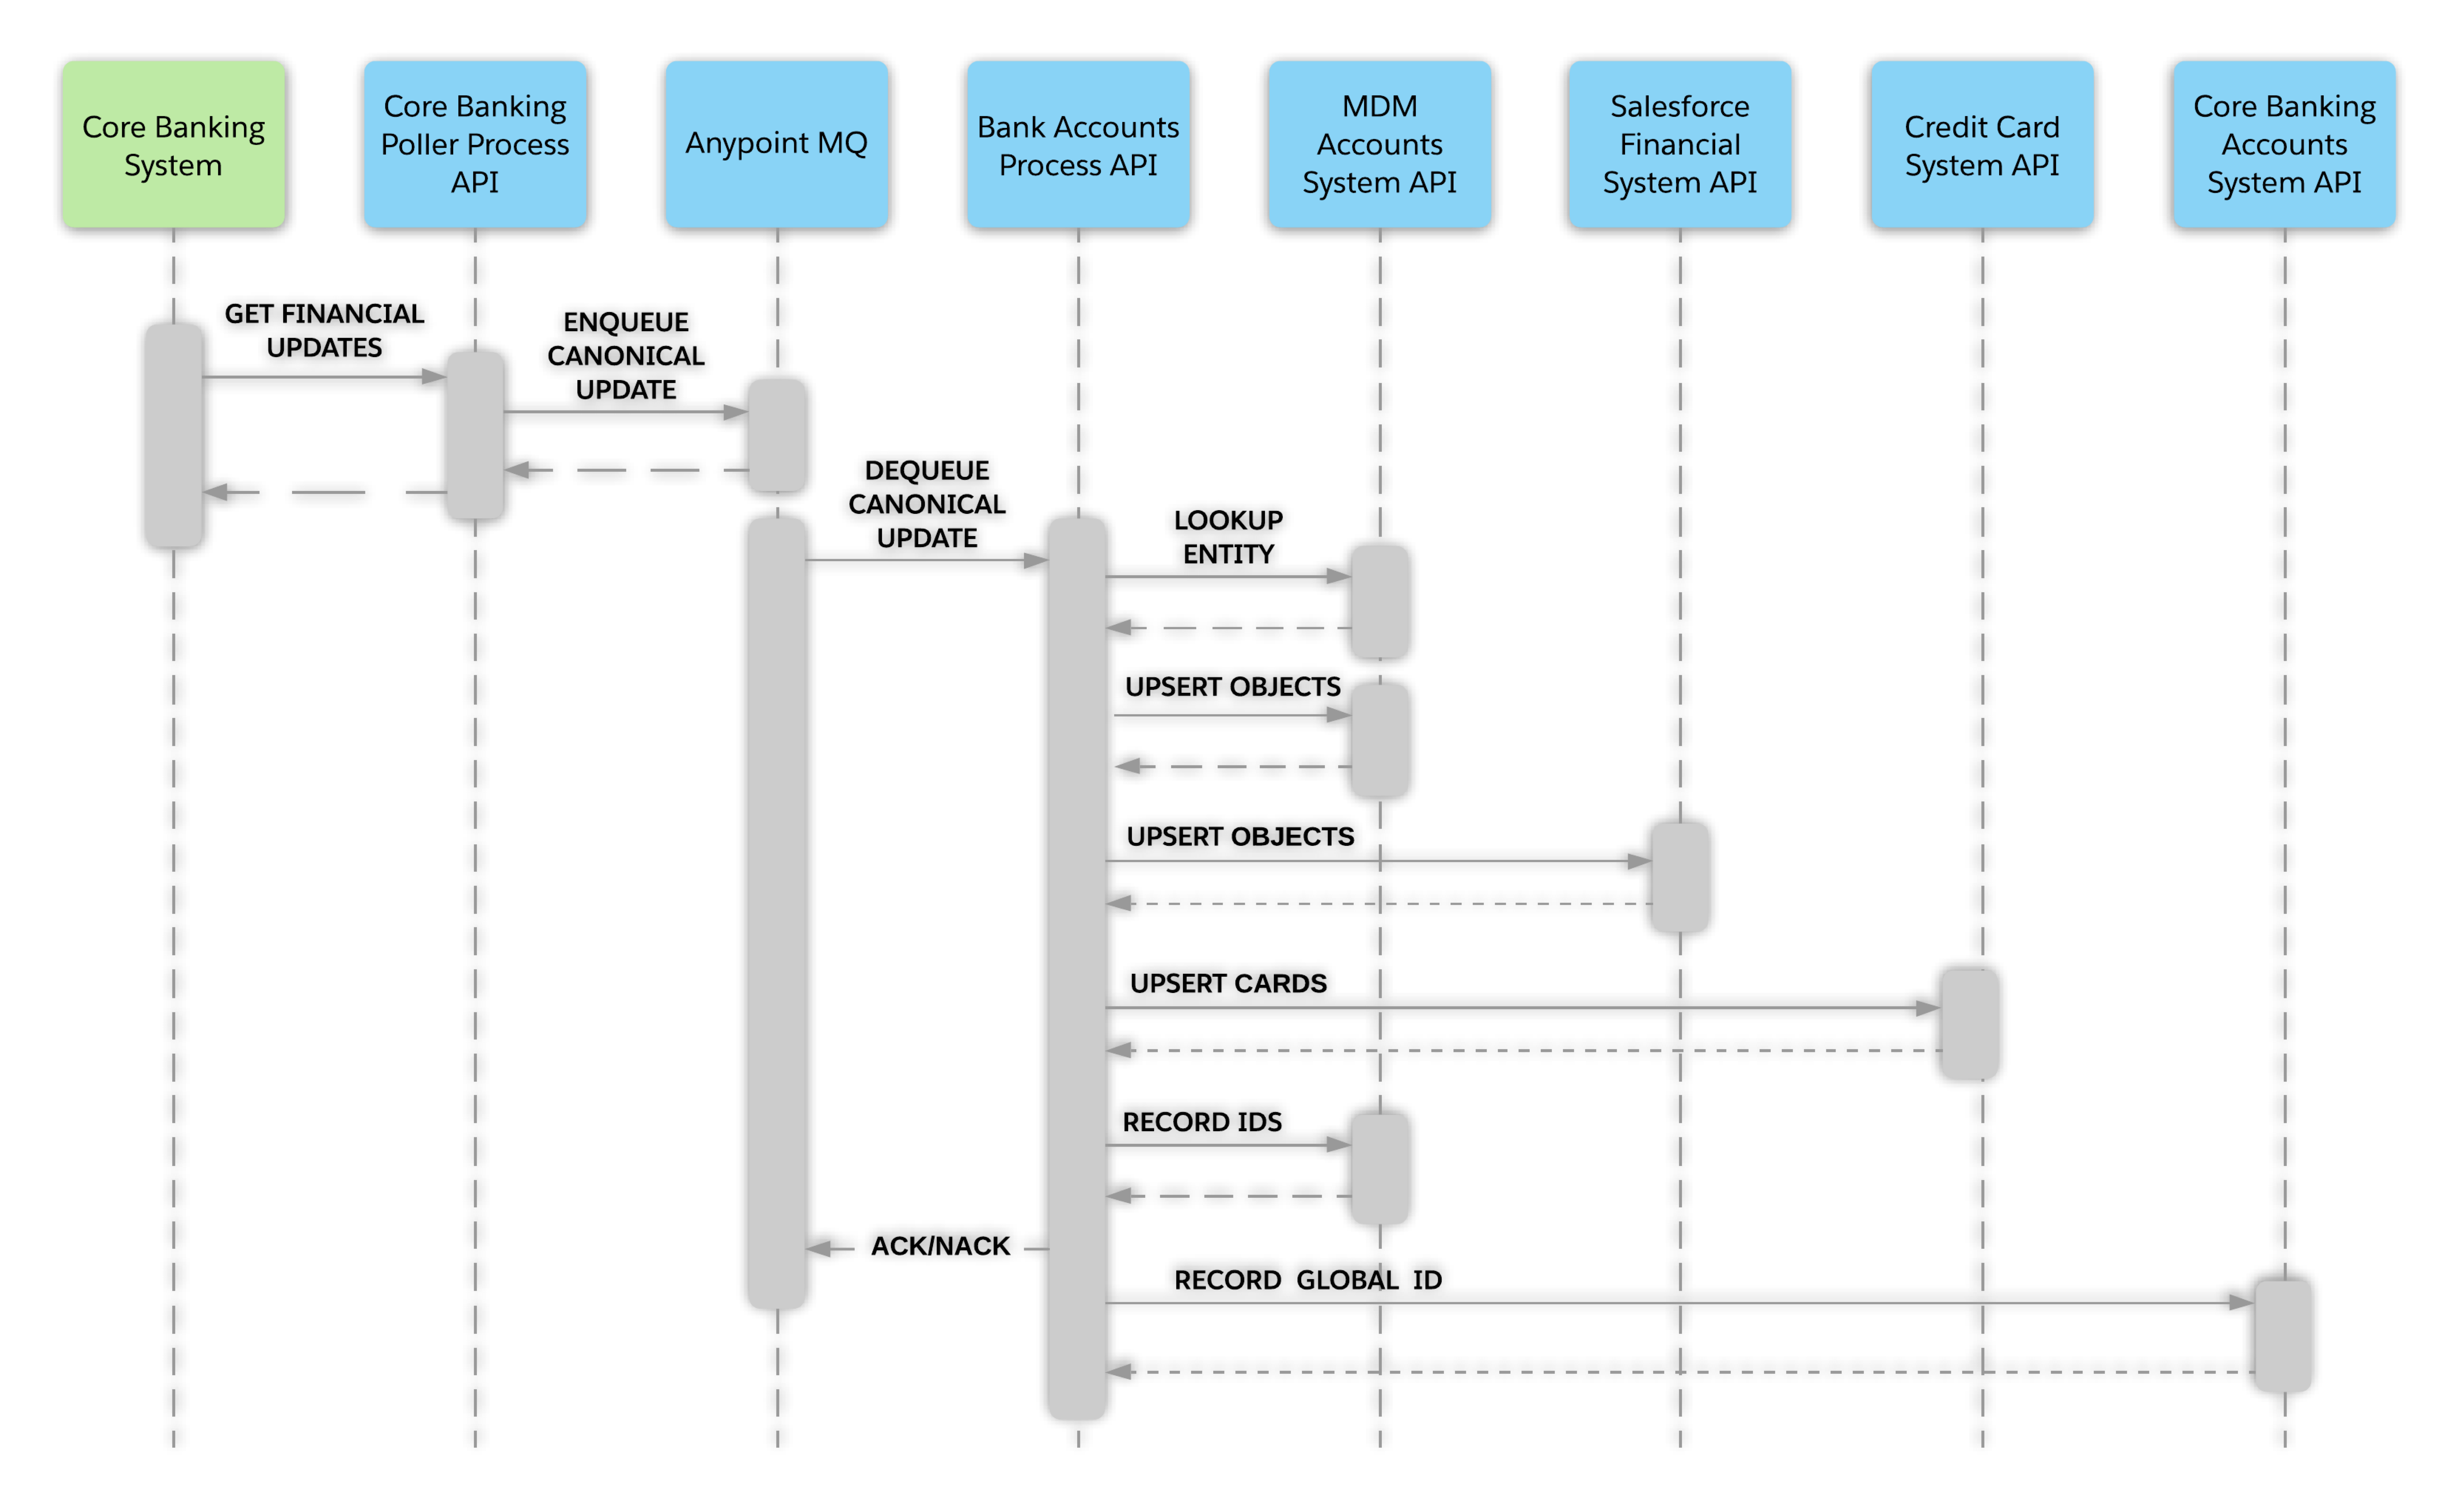 Core Banking
System
Core Banking
Poller Process
API
Anypoint MQ
Bank Accounts
Process API
MDM
Accounts
System API
Salesforce
Financial
System API
Credit Card
System API
Core Banking
Accounts
System API
GET FINANCIAL
UPDATES
ENQUEUE
CANONICAL
UPDATE
DEQUEUE
CANONICAL
UPDATE
LOOKUP
ENTITY
UPSERT OBJECTS
UPSERT OBJECTS
UPSERT CARDS
RECORD IDS
ACK/NACK
RECORD GLOBAL ID